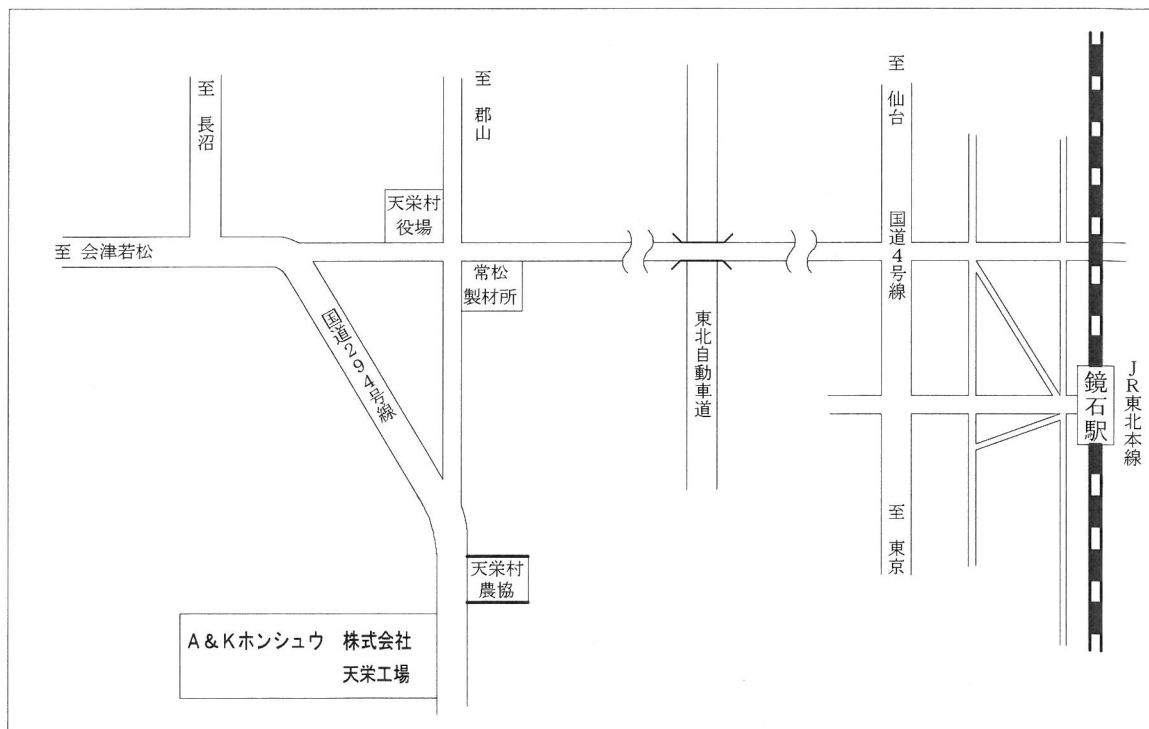 至 長沼
至 郡山
至 仙台
天栄村
役場
至 会津若松
常松
製材所
国道4号線
国道294号線
東北自動車道
鏡石駅
JR東北本線
至 東京
天栄村
農協
A&Kホンシュウ 株式会社
天栄工場